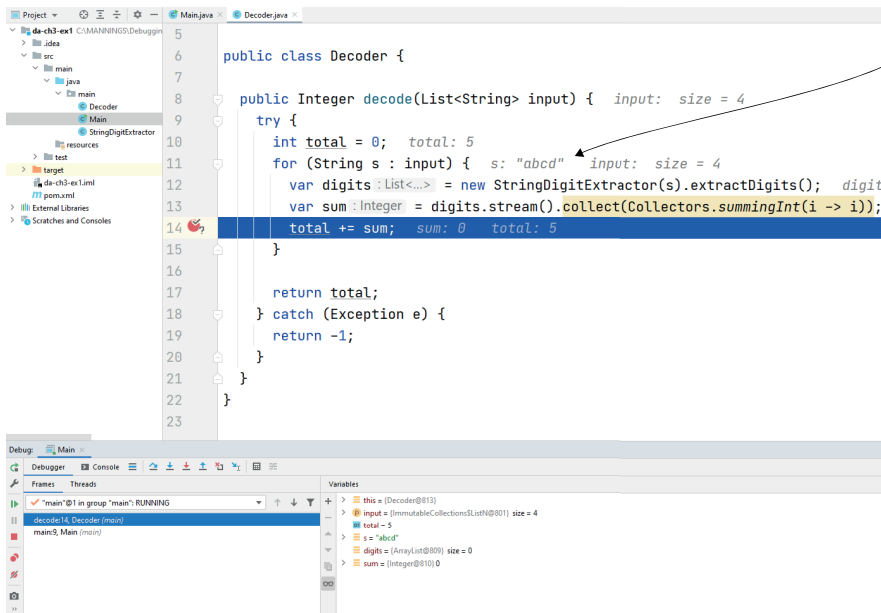 Project
Main.java
Decoder.java
da-ch3-ex1 C:\MANNINGS\Debuggin
.idea
src
main
java
main
Decoder
Main
StringDigitExtractor
resources
test
target
da-ch3-ex1.iml
pom.xml
External Libraries
Scratches and Consoles
5
6 public class Decoder {
7
8 public Integer decode(List<String> input) { input: size = 4
9 try {
10 int total = 0; total: 5
11 for (String s : input) { s: "abcd" input: size = 4
12 var digits : List<...> = new StringDigitExtractor(s).extractDigits(); digit
13 var sum : Integer = digits.stream().collect(Collectors.summingInt(i -> i));
14 total += sum; sum: 0 total: 5
15 }
16
17 return total;
18 } catch (Exception e) {
19 return -1;
20 }
21 }
22 }
23
Debug: Main
Debugger Console
Frames Threads
Variables
"main"@1 in group "main": RUNNING
decode:14, Decoder (main)
main:9, Main (main)
this = {Decoder@813}
input = {ImmutableCollections$ListN@801} size = 4
total = 5
s = "abcd"
digits = {ArrayList@809} size = 0
sum = {Integer@810} 0